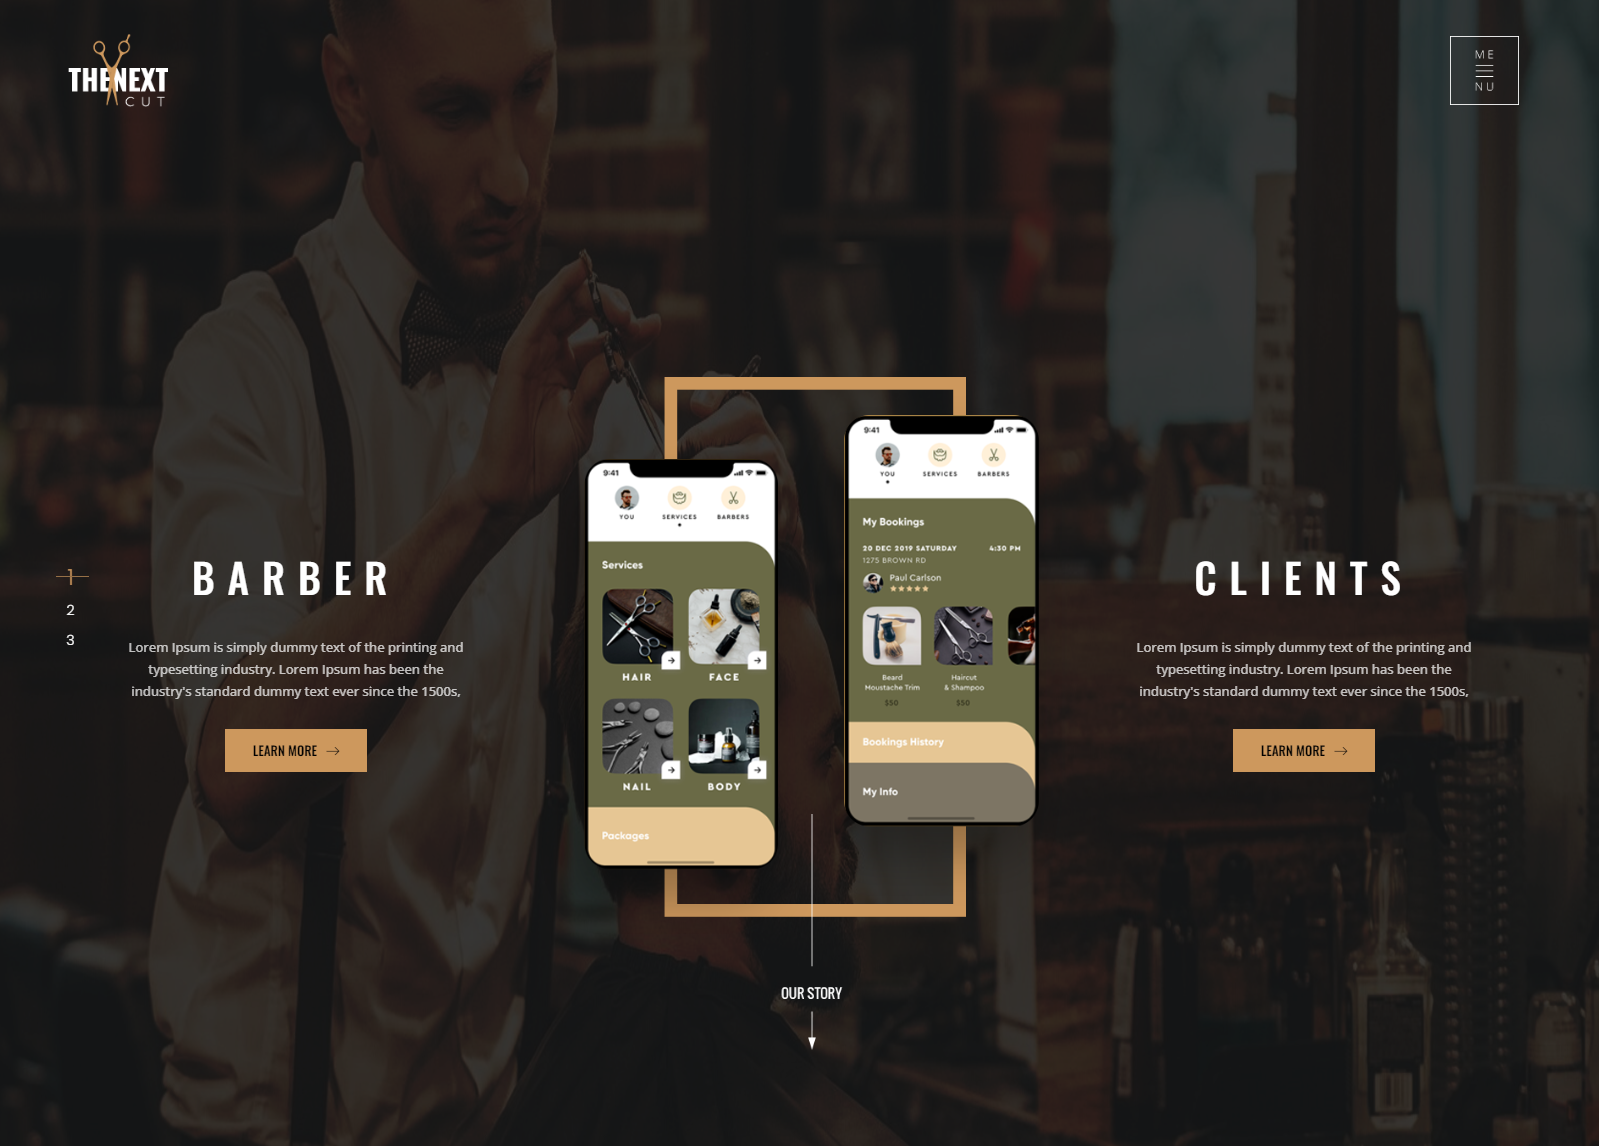 THE NEXT
CUT
ME
NU
1
2
3
BARBER
Lorem Ipsum is simply dummy text of the printing and
typesetting industry. Lorem Ipsum has been the
industry's standard dummy text ever since the 1500s,
LEARN MORE
9:41
YOU
SERVICES
BARBERS
Services
HAIR
FACE
NAIL
BODY
Packages
9:41
YOU
SERVICES
BARBERS
My Bookings
20 DEC 2019 SATURDAY
4:30 PM
1275 BROWN RD
Paul Carlson
Beard
Moustache Trim
$50
Haircut
& Shampoo
$50
Bookings History
My Info
CLIENTS
Lorem Ipsum is simply dummy text of the printing and
typesetting industry. Lorem Ipsum has been the
industry's standard dummy text ever since the 1500s,
LEARN MORE
OUR STORY